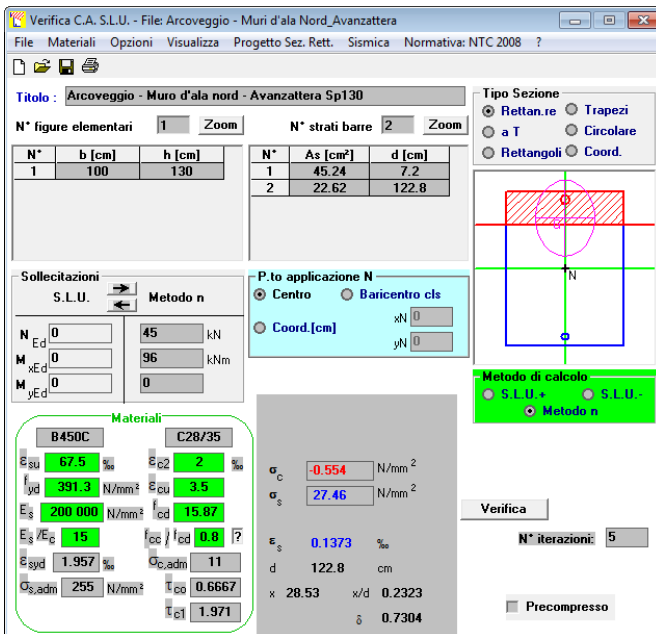 Verifica C.A. S.L.U. - File: Arcoveggio - Muri d'ala Nord_Avanzattera
File Materiali Opzioni Visualizza Progetto Sez. Rett. Sismica Normativa: NTC 2008 ?
Titolo : Arcoveggio - Muro d'ala nord - Avanzattera Sp130
N° figure elementari 1 Zoom N° strati barre 2 Zoom
N° b [cm] h [cm]
1 100 130
N° As [cm²] d [cm]
1 45.24 7.2
2 22.62 122.8
Tipo Sezione
Rettan.re Trapezi
a T Circolare
Rettangoli Coord.
N
Sollecitazioni
S.L.U. Metodo n
N Ed 0 45 kN
M xEd 0 96 kNm
M yEd 0 0
P.to applicazione N
Centro Baricentro cls
Coord.[cm] xN 0
yN 0
Metodo di calcolo
S.L.U.+ S.L.U.-
Metodo n
Materiali
B450C C28/35
εsu 67.5 ‰ εc2 2 ‰
fyd 391.3 N/mm² εcu 3.5
Es 200 000 N/mm² fcd 15.87
Es/Ec 15 fcc / fcd 0.8 ?
εsyd 1.957 ‰ σc,adm 11
σs,adm 255 N/mm² τco 0.6667
τc1 1.971
σc -0.554 N/mm²
σs 27.46 N/mm²
εs 0.1373 ‰
d 122.8 cm
x 28.53 x/d 0.2323
δ 0.7304
Verifica
N° iterazioni: 5
Precompresso